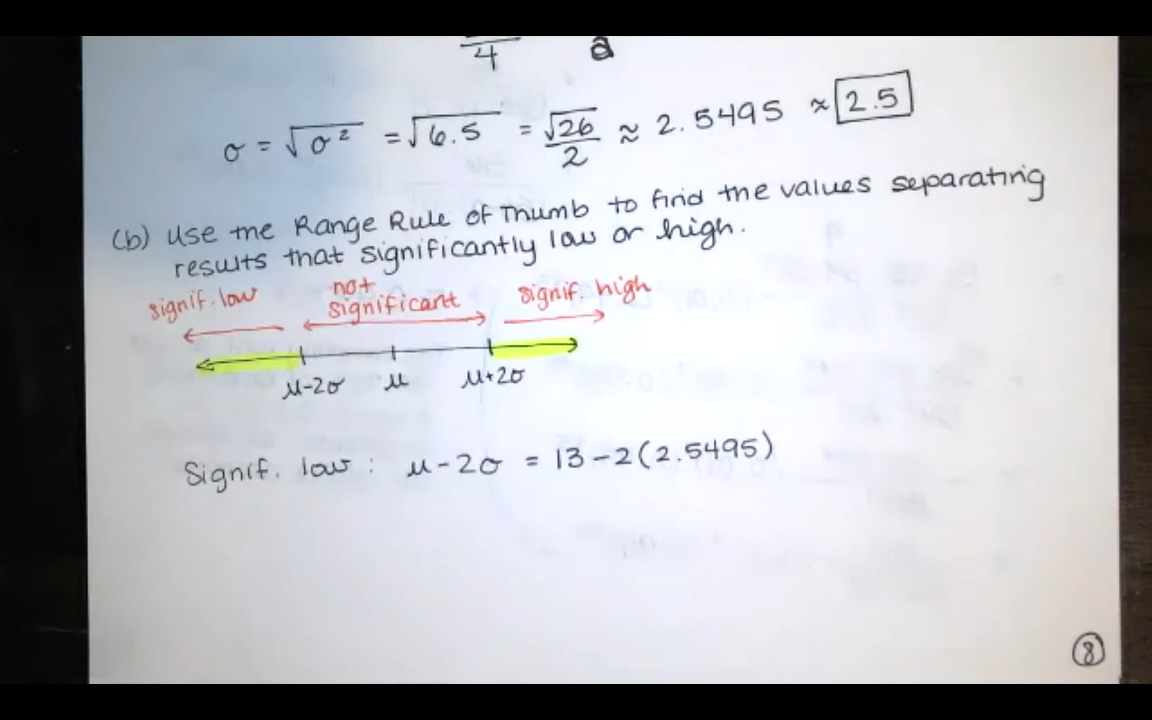 4 2
σ = √σ² = √6.5 = √26/2 ≈ 2.5495 ≈ 2.5
(b) Use the Range Rule of Thumb to find the values separating
results that significantly low or high.
signif. low not significant signif. high
μ-2σ μ μ+2σ
Signif. low: μ-2σ = 13-2(2.5495)
8